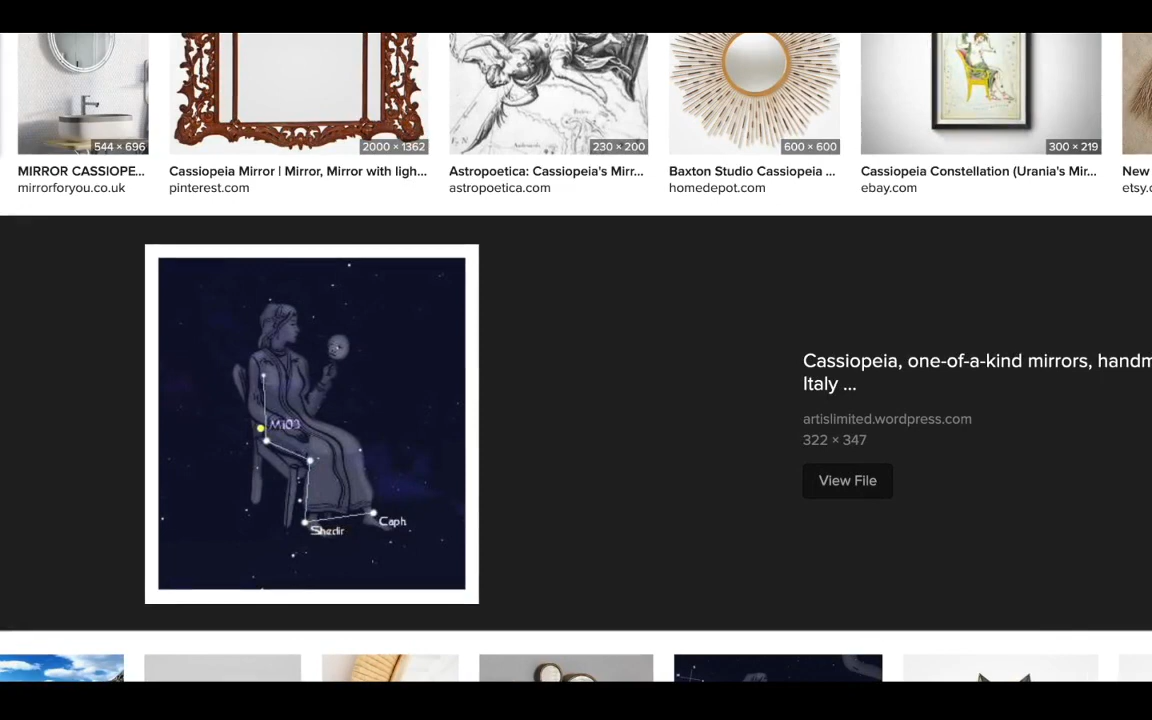 544 × 696
2000 × 1362
230 × 200
600 × 600
300 × 219
MIRROR CASSIOPE...
Cassiopeia Mirror | Mirror, Mirror with ligh...
Astropoetica: Cassiopeia's Mirr...
Baxton Studio Cassiopeia ...
Cassiopeia Constellation (Urania's Mir...
New
mirrorforyou.co.uk
pinterest.com
astropoetica.com
homedepot.com
ebay.com
etsy.c
Cassiopeia, one-of-a-kind mirrors, handm
Italy ...
artislimited.wordpress.com
322 × 347
View File
M103
Shedir
Caph